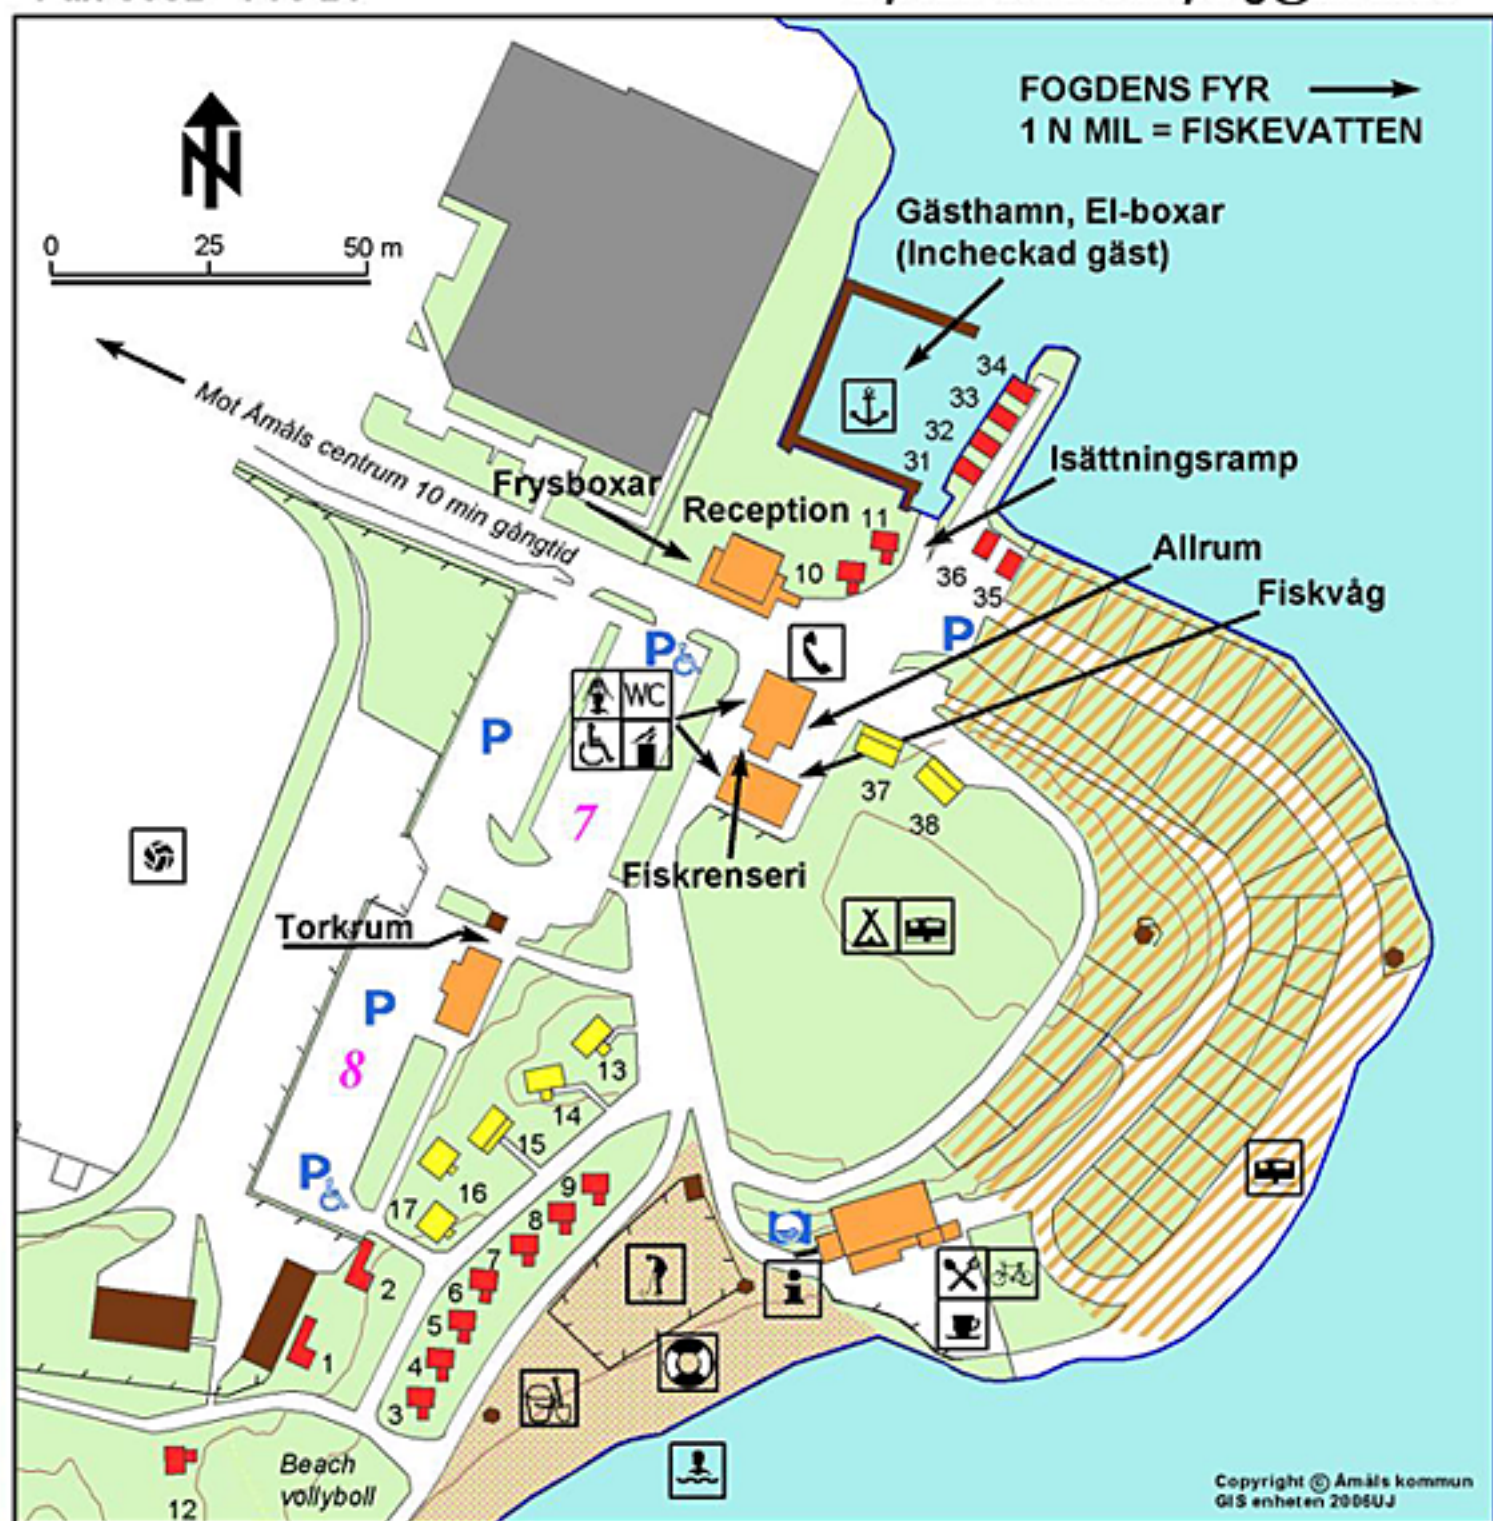 FOGDENS FYR
1 N MIL = FISKEVATTEN
N
0 25 50 m
Gästhamn, El-boxar
(Incheckad gäst)
Mot Åmåls centrum 10 min gångtid
34
33
32
31
Isättningsramp
Frysboxar
Reception
11
10
36
35
Allrum
Fiskvåg
P
P
WC
P
37
38
7
Fiskrenseri
Torkrum
P
8
13
14
15
16
17
P
9
8
7
6
5
4
3
2
1
i
12
Beach
vollyboll
Copyright © Åmåls kommun
GIS enheten 2006UJ